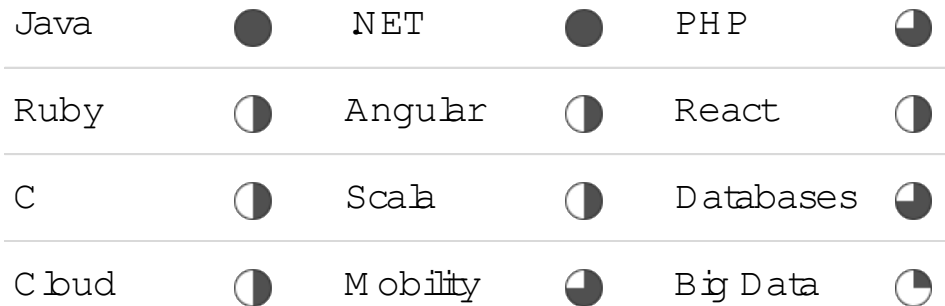 Java .NET PHP
Ruby Angular React
C Scala Databases
Cloud Mobility Big Data